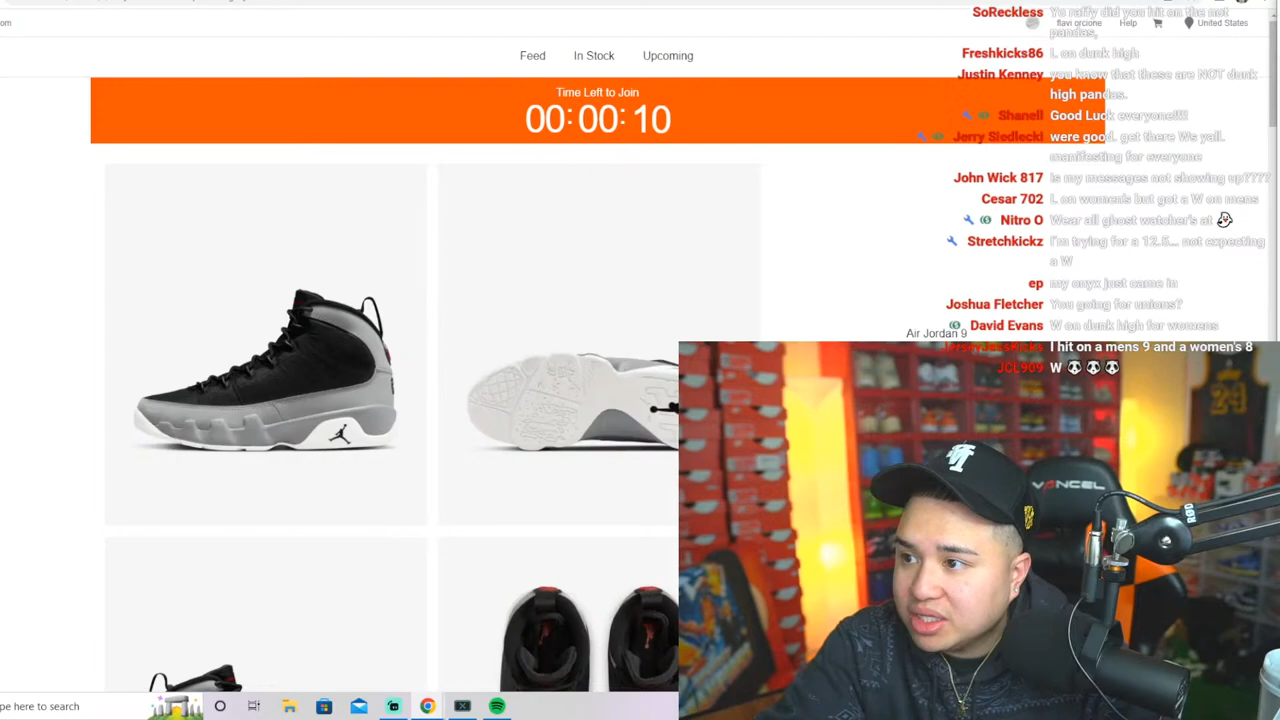 om
flavi orcione Help United States
Feed In Stock Upcoming
Time Left to Join
00:00:10
Air Jordan 9
SoReckless Yo raffy did you hit on the not
pandas,
Freshkicks86 L on dunk high
Justin Kenney you know that these are NOT dunk
high pandas.
Shanell Good Luck everyone!!!!
Jerry Siedlecki were good. get there Ws yall.
manifesting for everyone
John Wick 817 Is my messages not showing up????
Cesar 702 L on women's but got a W on mens
Nitro O Wear all ghost watcher's at
Stretchkickz I'm trying for a 12.5... not expecting
a W
ep my onyx just came in
Joshua Fletcher You going for unions?
David Evans W on dunk high for womens
I hit on a mens 9 and a women's 8
JCL909 W
VANCEL
RØDE
24
pe here to search